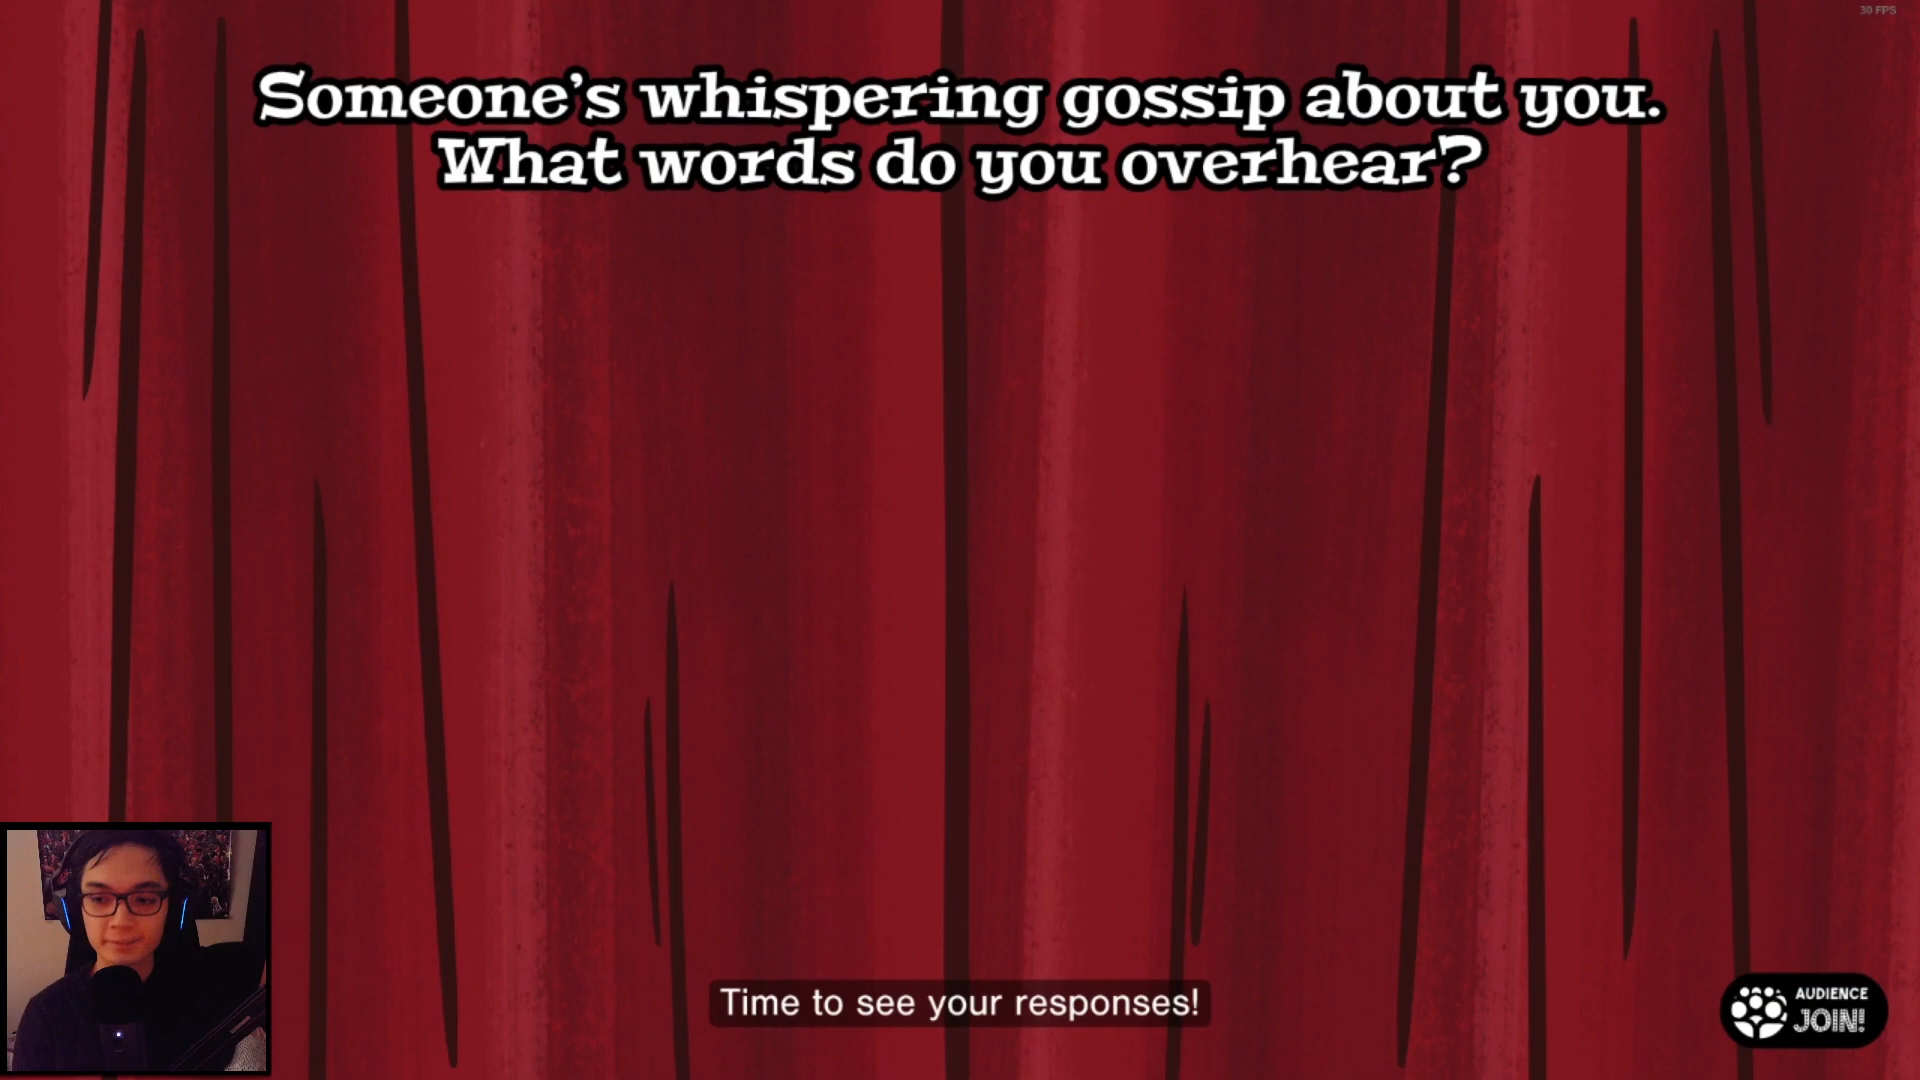 30 FPS
Someone's whispering gossip about you.
What words do you overhear?
Time to see your responses!
AUDIENCE
JOIN!